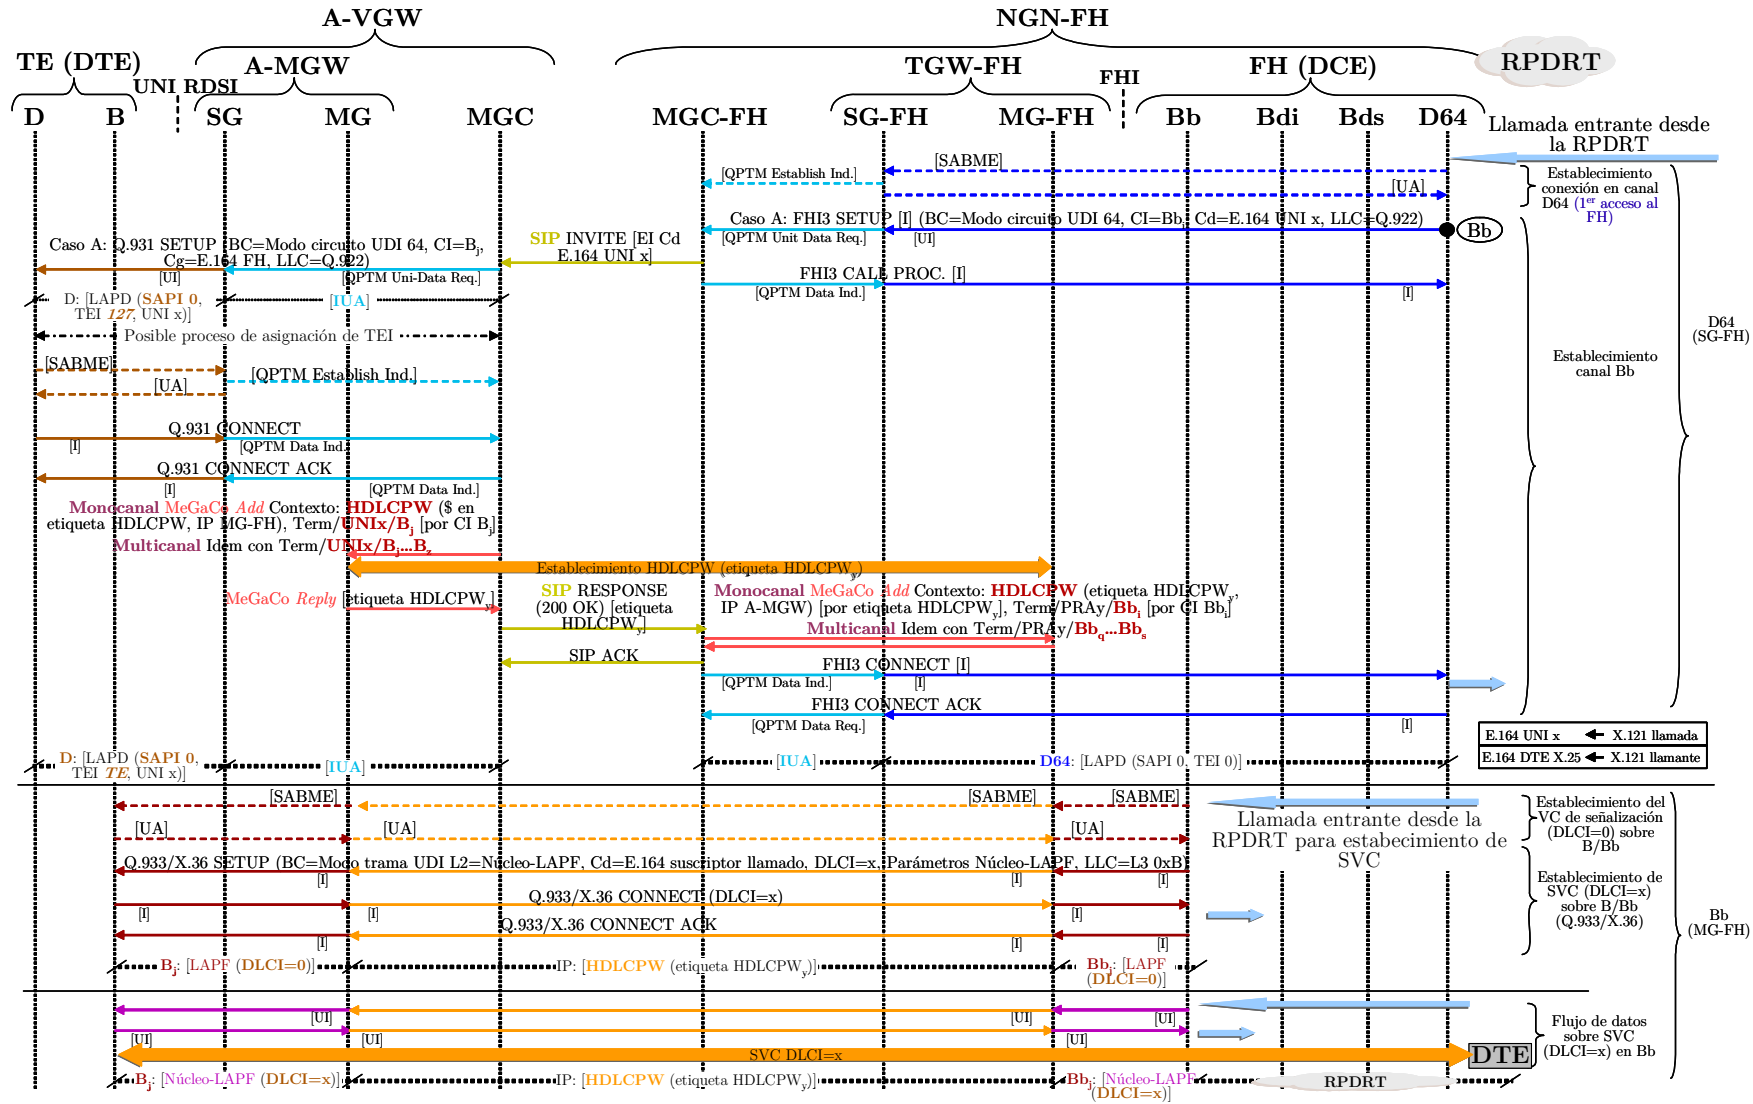 A-VGW
NGN-FH
TE (DTE)
UNI RDSI
A-MGW
TGW-FH
FHI
FH (DCE)
RPDRT
D
B
SG
MG
MGC
MGC-FH
SG-FH
MG-FH
Bb
Bdi
Bds
D64
Llamada entrante desde
la RPDRT
[SABME]
[QPTM Establish Ind.]
[UA]
Establecimiento
conexión en canal
D64 (1er acceso al
FH)
Caso A: FHI3 SETUP [I] (BC=Modo circuito UDI 64, CI=Bbi, Cd=E.164 UNI x, LLC=Q.922)
[QPTM Unit Data Req.]
[UI]
Bb
SIP INVITE [EI Cd
E.164 UNI x]
Caso A: Q.931 SETUP (BC=Modo circuito UDI 64, CI=Bj,
Cg=E.164 FH, LLC=Q.922)
[UI]
[QPTM Uni-Data Req.]
FHI3 CALL PROC. [I]
[QPTM Data Ind.]
[I]
D: [LAPD (SAPI 0,
TEI 127, UNI x)]
[IUA]
Posible proceso de asignación de TEI
D64
(SG-FH)
Establecimiento
canal Bb
[SABME]
[QPTM Establish Ind.]
[UA]
Q.931 CONNECT
[I]
[QPTM Data Ind.
Q.931 CONNECT ACK
[I]
[QPTM Data Ind.]
Monocanal MeGaCo Add Contexto: HDLCPW ($ en
etiqueta HDLCPW, IP MG-FH), Term/UNIx/Bj [por CI Bj]
Multicanal Idem con Term/UNIx/Bj...Bz
Establecimiento HDLCPW (etiqueta HDLCPWy)
MeGaCo Reply [etiqueta HDLCPWy]
SIP RESPONSE
(200 OK) [etiqueta
HDLCPWy]
Monocanal MeGaCo Add Contexto: HDLCPW (etiqueta HDLCPWy,
IP A-MGW) [por etiqueta HDLCPWy], Term/PRAy/Bbi [por CI Bbi]
Multicanal Idem con Term/PRAy/Bbq...Bbs
SIP ACK
FHI3 CONNECT [I]
[QPTM Data Ind.]
[I]
FHI3 CONNECT ACK
[QPTM Data Req.]
[I]
E.164 UNI x
X.121 llamada
E.164 DTE X.25
X.121 llamante
D: [LAPD (SAPI 0,
TEI TE, UNI x)]
[IUA]
[IUA]
D64: [LAPD (SAPI 0, TEI 0)]
[SABME]
[SABME]
[SABME]
[UA]
[UA]
[UA]
Llamada entrante desde la
RPDRT para estabecimiento de
SVC
Establecimiento del
VC de señalización
(DLCI=0) sobre
B/Bb
Q.933/X.36 SETUP (BC=Modo trama UDI L2=Núcleo-LAPF, Cd=E.164 suscriptor llamado, DLCI=x, Parámetros Núcleo-LAPF, LLC=L3 0xB)
[I]
[I]
[I]
Q.933/X.36 CONNECT (DLCI=x)
[I]
[I]
[I]
Q.933/X.36 CONNECT ACK
[I]
[I]
[I]
Establecimiento de
SVC (DLCI=x)
sobre B/Bb
(Q.933/X.36)
Bb
(MG-FH)
Bj: [LAPF (DLCI=0)]
IP: [HDLCPW (etiqueta HDLCPWy)]
Bbj: [LAPF
(DLCI=0)]
[UI]
[UI]
[UI]
[UI]
[UI]
[UI]
Flujo de datos
sobre SVC
(DLCI=x) en Bb
SVC DLCI=x
DTE
Bj: [Núcleo-LAPF (DLCI=x)]
IP: [HDLCPW (etiqueta HDLCPWy)]
Bbj: [Núcleo-LAPF
(DLCI=x)]
RPDRT